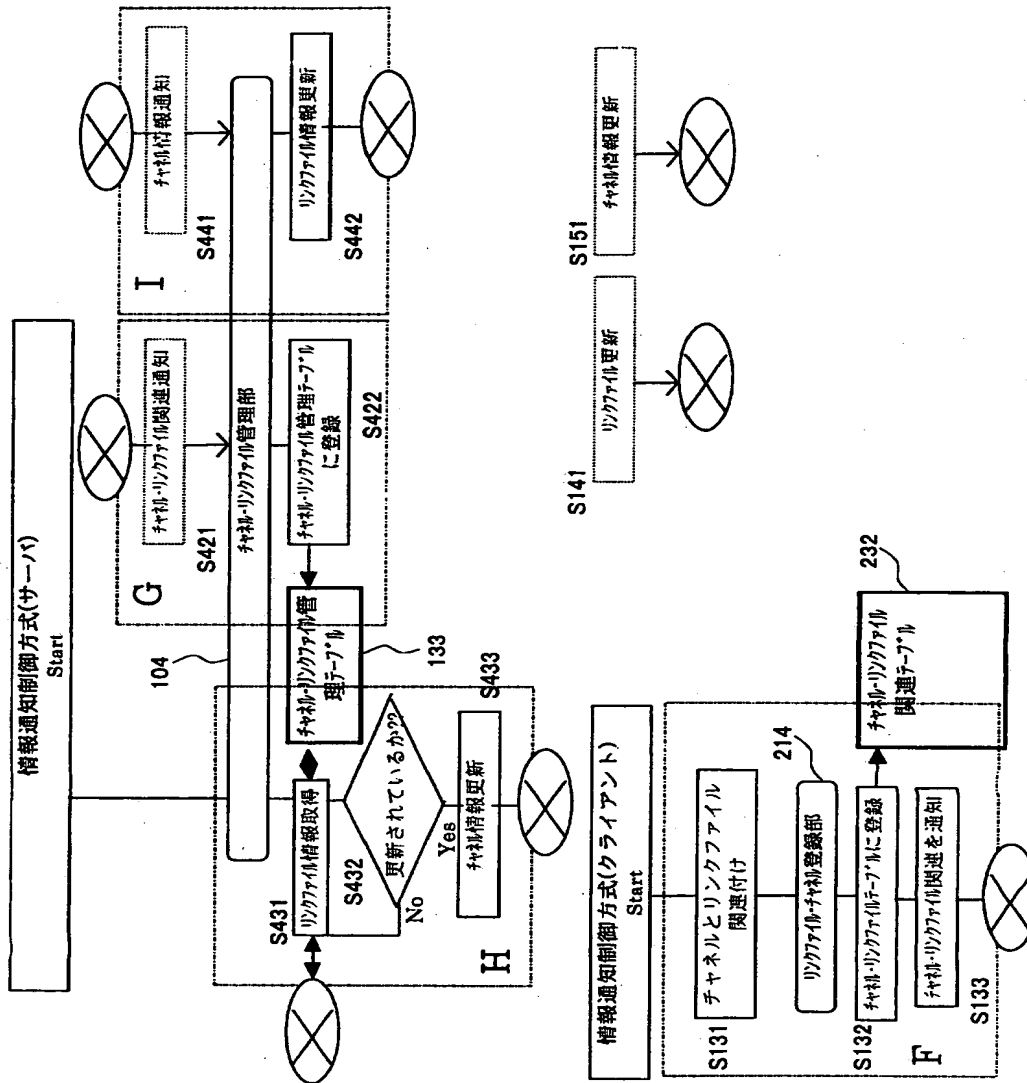 情報通知制御方式(サーバ)
Start
I
チャネル情報通知
S441
リンクファイル情報更新
S442
G
チャネル・リンクファイル関連通知
S421
チャネル・リンクファイル管理部
104
チャネル・リンクファイル管理テーブル
に登録
S422
チャネル・リンクファイル管
理テーブル
133
H
S431
リンクファイル情報取得
S432
更新されているか??
Yes
No
チャネル情報更新
S433
情報通知制御方式(クライアント)
Start
S131
チャネルとリンクファイル
関連付け
リンクファイル・チャネル登録部
214
S132
チャネル・リンクファイルテーブルに登録
チャネル・リンクファイル
関連テーブル
232
チャネル・リンクファイル関連を通知
S133
F
リンクファイル更新
S141
チャネル情報更新
S151